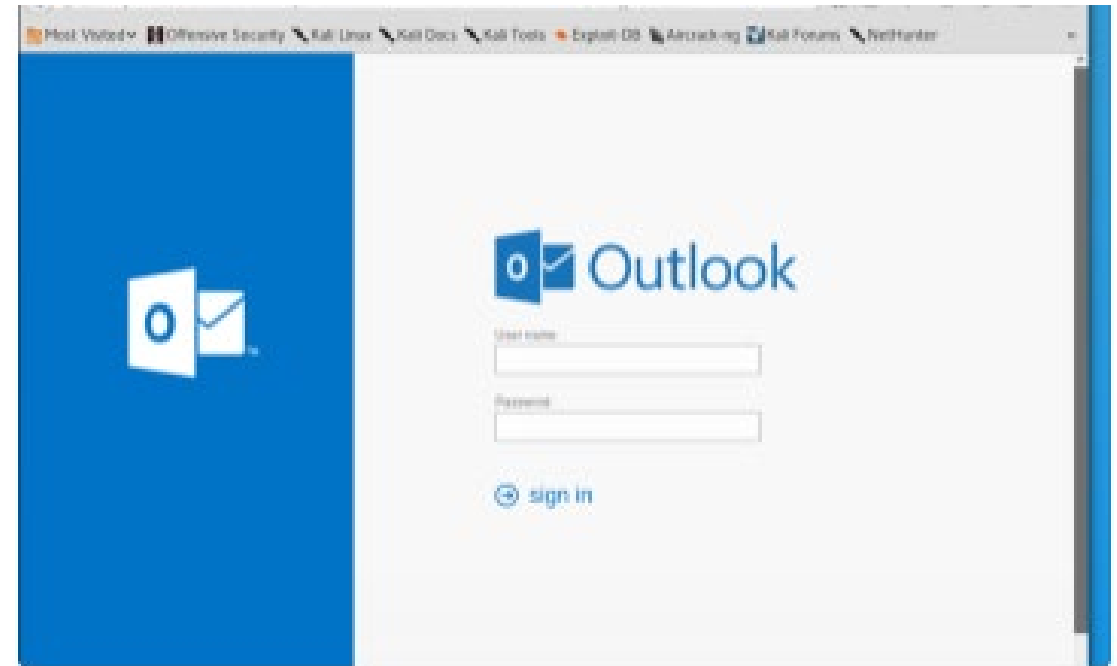 Most Visited Offensive Security Kali Linux Kali Docs Kali Tools Exploit-DB Aircrack-ng Kali Forums NetHunter
O
O Outlook
User name
Password
sign in